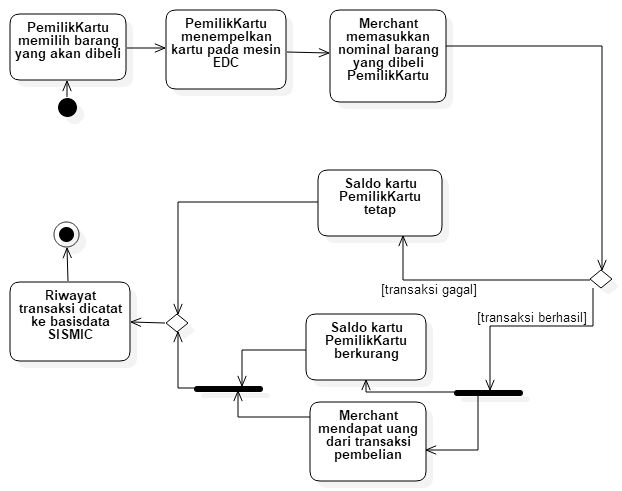 PemilikKartu
memilih barang
yang akan dibeli
PemilikKartu
menempelkan
kartu pada mesin
EDC
Merchant
memasukkan
nominal barang
yang dibeli
PemilikKartu
Saldo kartu
PemilikKartu
tetap
[transaksi gagal]
[transaksi berhasil]
Riwayat
transaksi dicatat
ke basisdata
SISMIC
Saldo kartu
PemilikKartu
berkurang
Merchant
mendapat uang
dari transaksi
pembelian